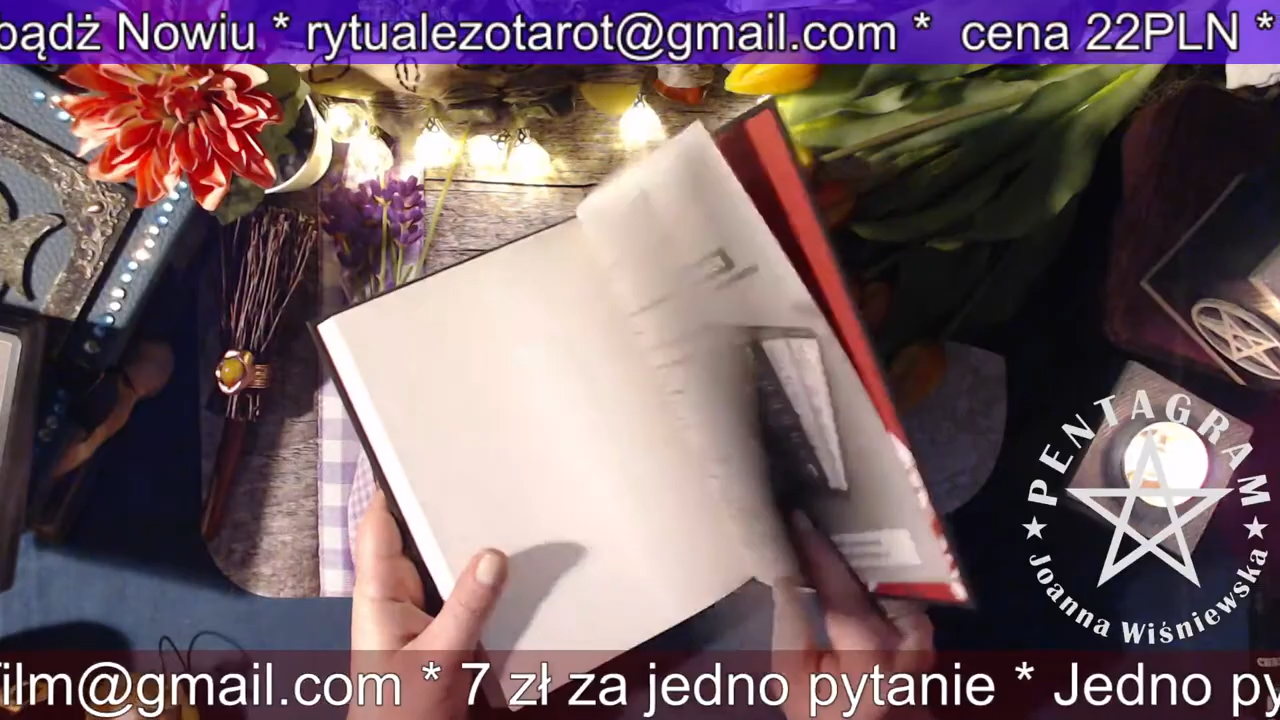 bądź Nowiu * rytualezotarot@gmail.com * cena 22PLN *
PENTAGRAM
Joanna Wiśniewska
film@gmail.com * 7 zł za jedno pytanie * Jedno py